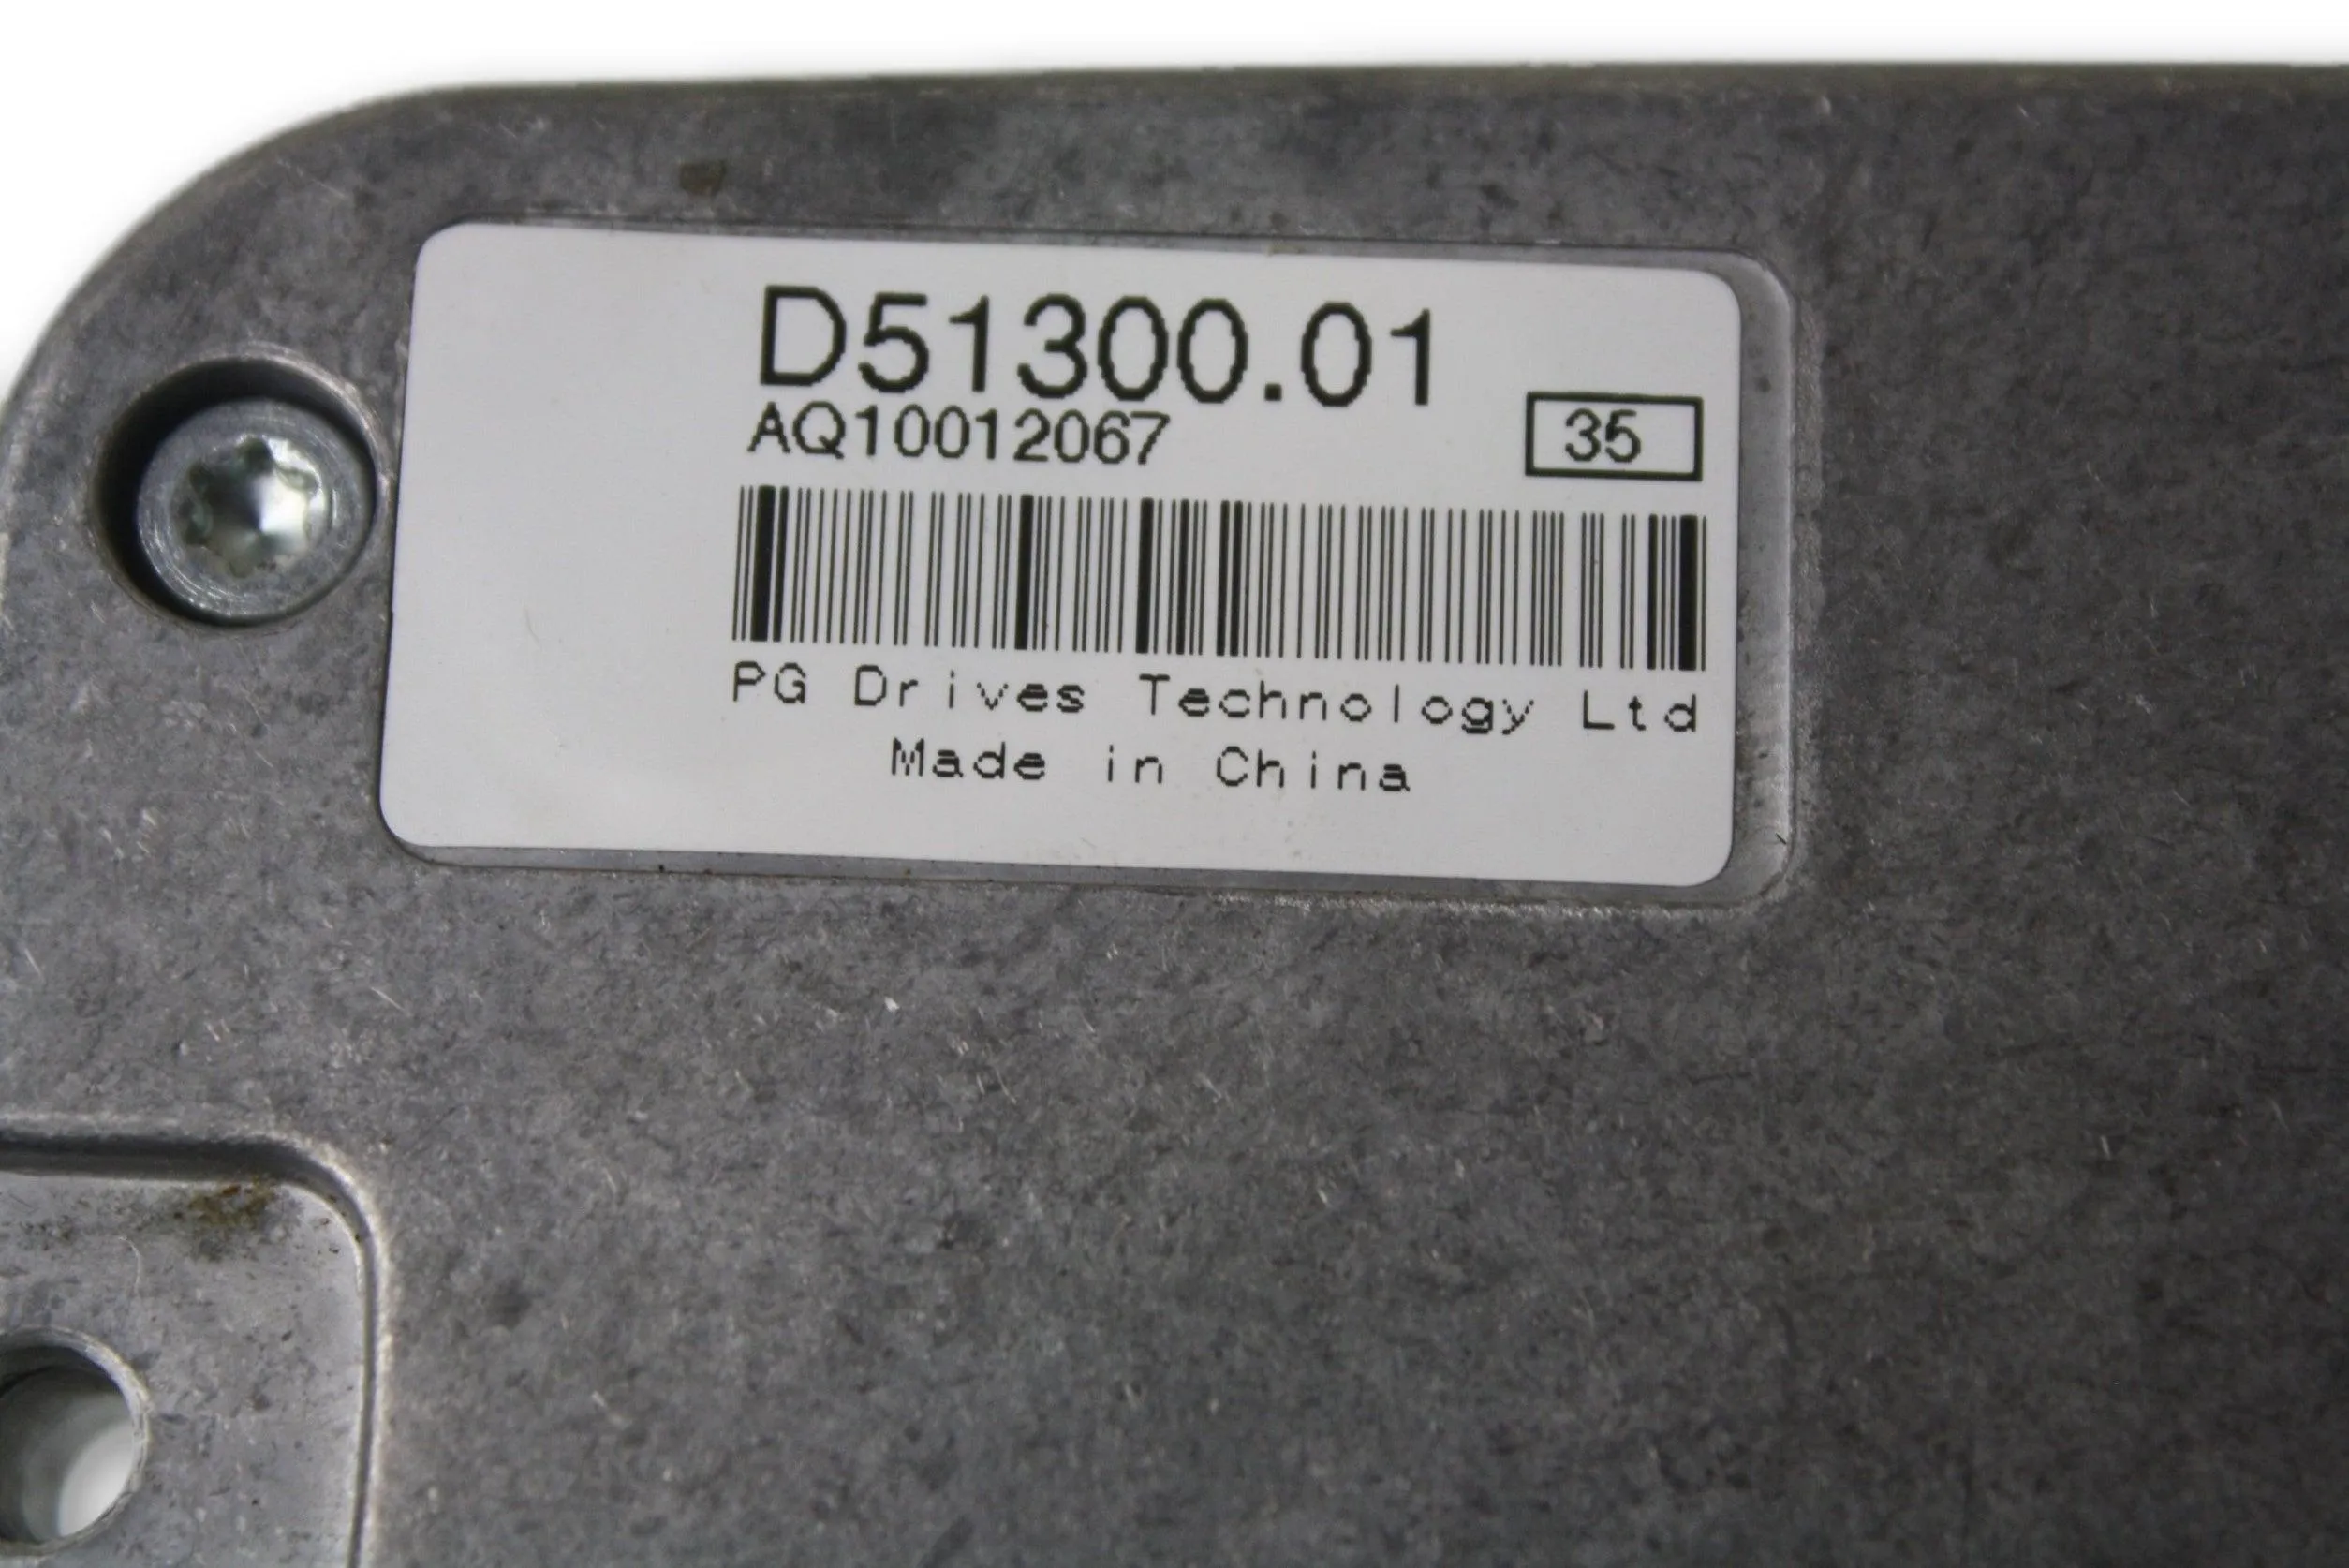 D51300.01
AQ10012067
35
PG Drives Technology Ltd
Made in China